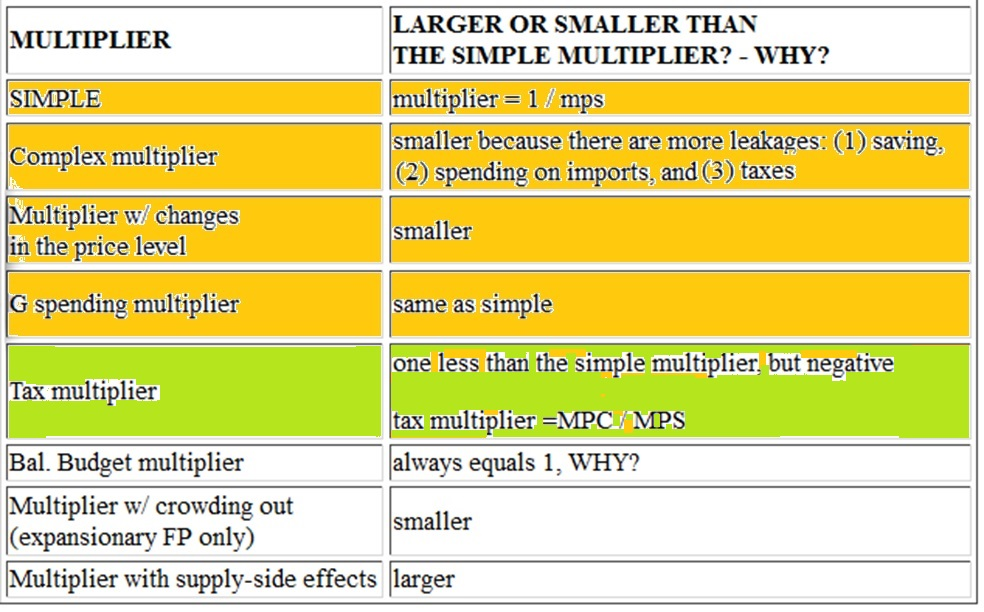 MULTIPLIER
LARGER OR SMALLER THAN
THE SIMPLE MULTIPLIER? - WHY?
SIMPLE
multiplier = 1 / mps
Complex multiplier
smaller because there are more leakages: (1) saving,
(2) spending on imports, and (3) taxes
Multiplier w/ changes
in the price level
smaller
G spending multiplier
same as simple
Tax multiplier
one less than the simple multiplier, but negative
tax multiplier =MPC / MPS
Bal. Budget multiplier
always equals 1, WHY?
Multiplier w/ crowding out
(expansionary FP only)
smaller
Multiplier with supply-side effects
larger